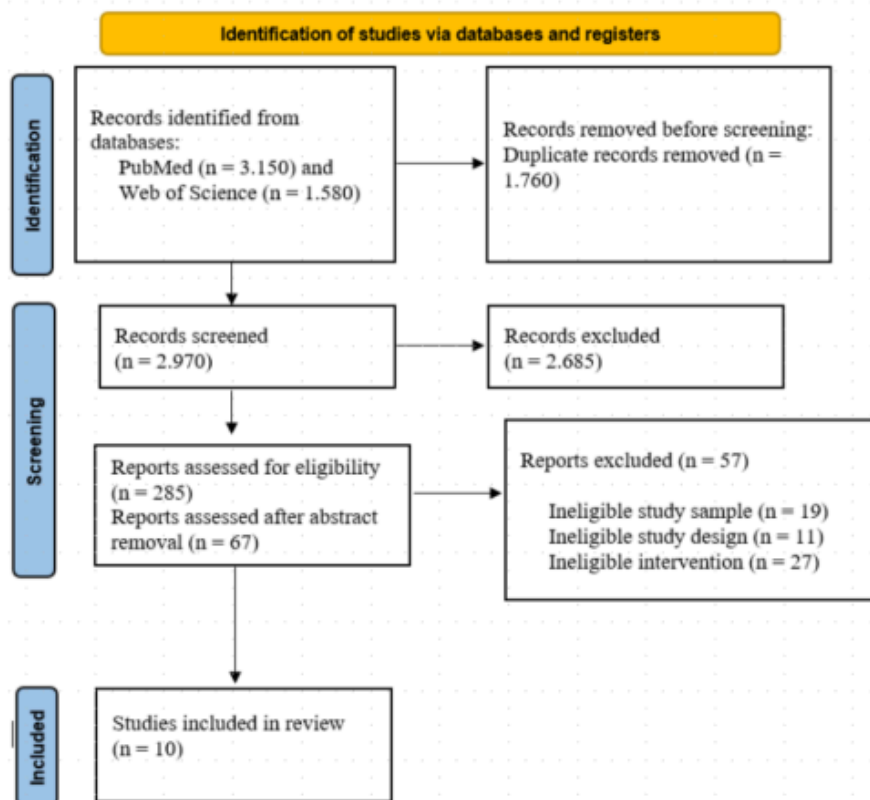 Identification of studies via databases and registers
Identification
Records identified from
databases:
PubMed (n = 3.150) and
Web of Science (n = 1.580)
Records removed before screening:
Duplicate records removed (n =
1.760)
Screening
Records screened
(n = 2.970)
Records excluded
(n = 2.685)
Reports assessed for eligibility
(n = 285)
Reports assessed after abstract
removal (n = 67)
Reports excluded (n = 57)
Ineligible study sample (n = 19)
Ineligible study design (n = 11)
Ineligible intervention (n = 27)
Included
Studies included in review
(n = 10)